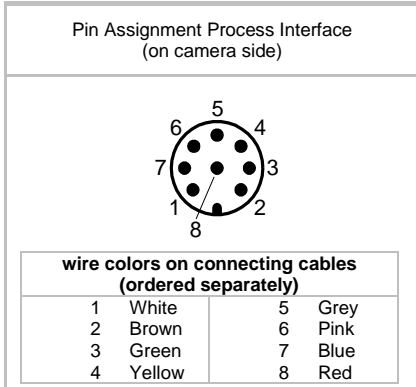 Pin Assignment Process Interface
(on camera side)
5
6 4
7 3
1 2
8
wire colors on connecting cables
(ordered separately)
1 White 5 Grey
2 Brown 6 Pink
3 Green 7 Blue
4 Yellow 8 Red